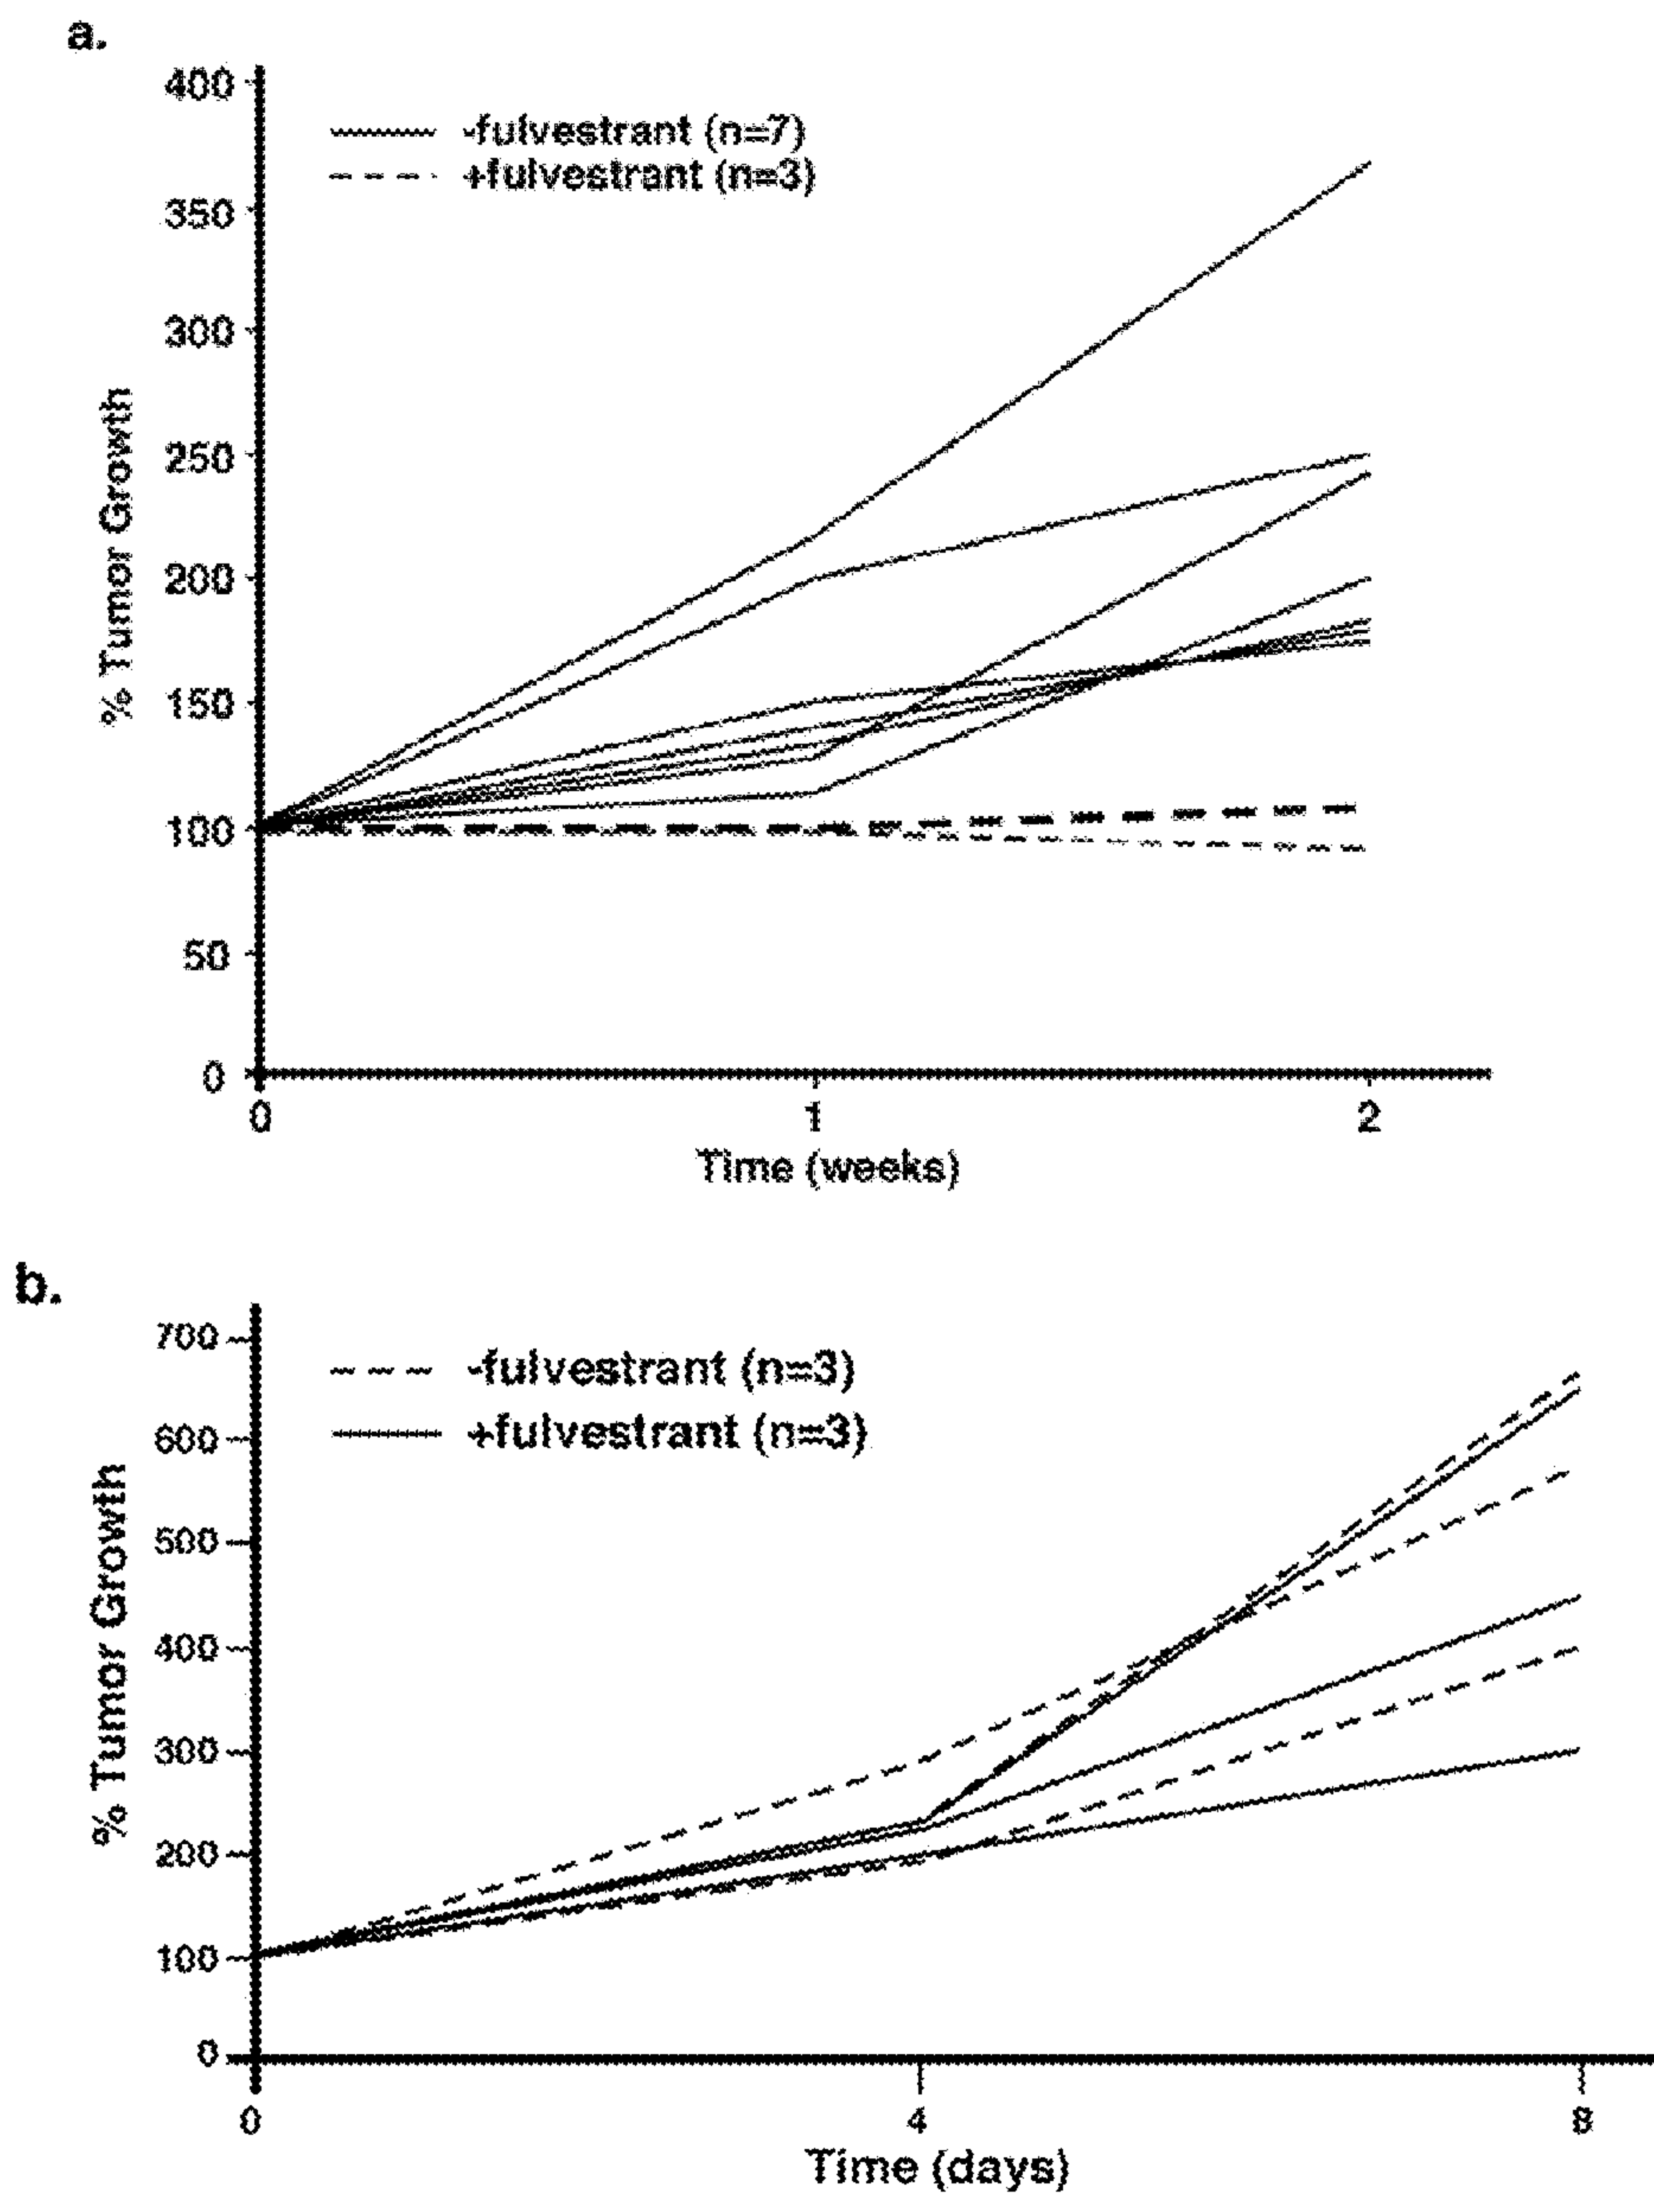 a.
400
-fulvestrant (n=7)
+fulvestrant (n=3)
350
300
250
200
150
100
50
0
% Tumor Growth
0 1 2
Time (weeks)
b.
700
-fulvestrant (n=3)
+fulvestrant (n=3)
600
500
400
300
200
100
0
% Tumor Growth
0 4 8
Time (days)